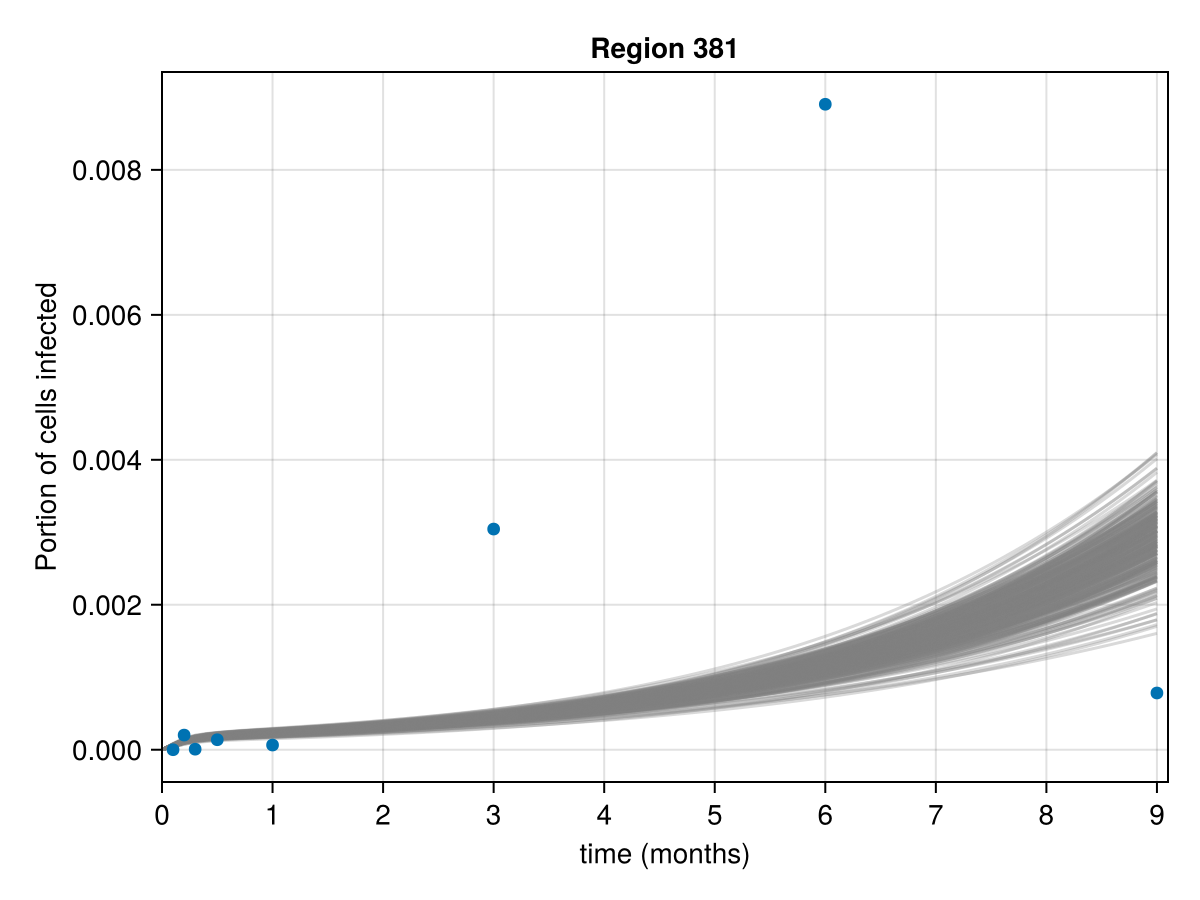 Region 381
Portion of cells infected
0.008
0.006
0.004
0.002
0.000
0 1 2 3 4 5 6 7 8 9
time (months)